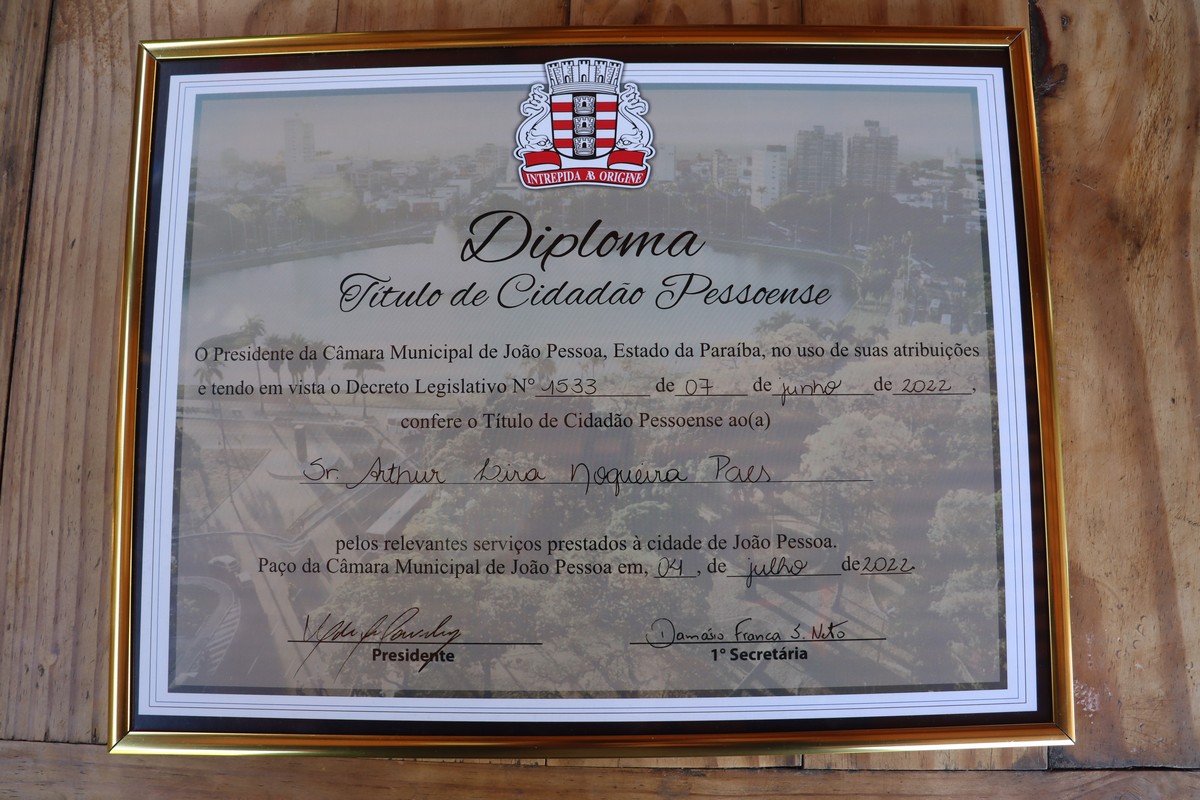 INTREPIDA AB ORIGINE
Diploma
Título de Cidadão Pessoense
O Presidente da Câmara Municipal de João Pessoa, Estado da Paraíba, no uso de suas atribuições
e tendo em vista o Decreto Legislativo Nº 1533 de 07 de junho de 2022,
confere o Título de Cidadão Pessoense ao(a)
Sr. Arthur Lira Nogueira Paes
pelos relevantes serviços prestados à cidade de João Pessoa.
Paço da Câmara Municipal de João Pessoa em, 04, de julho de 2022.
Damásio Franca S. Neto
Presidente 1º Secretária